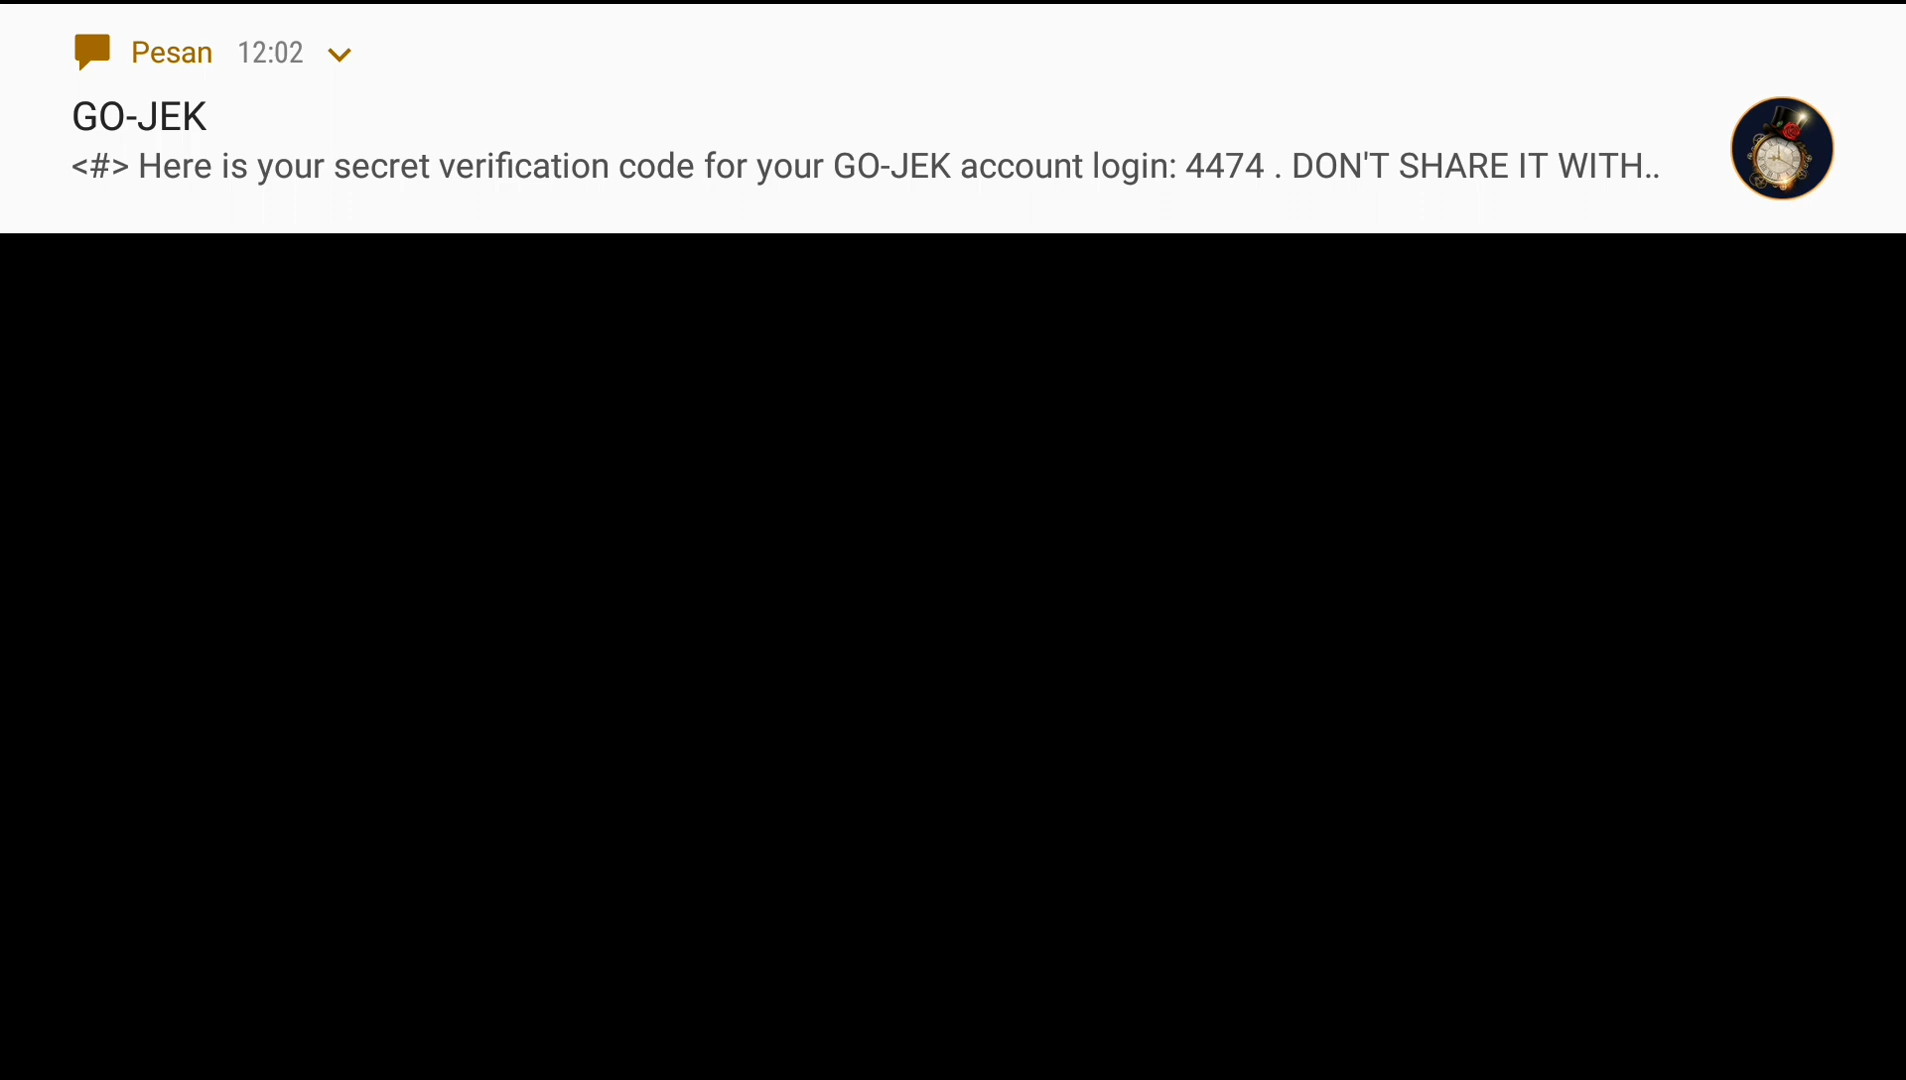 Pesan 12:02
GO-JEK
<#> Here is your secret verification code for your GO-JEK account login: 4474 . DON'T SHARE IT WITH..